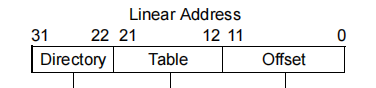 Linear Address
31 22 21 12 11 0
Directory Table Offset